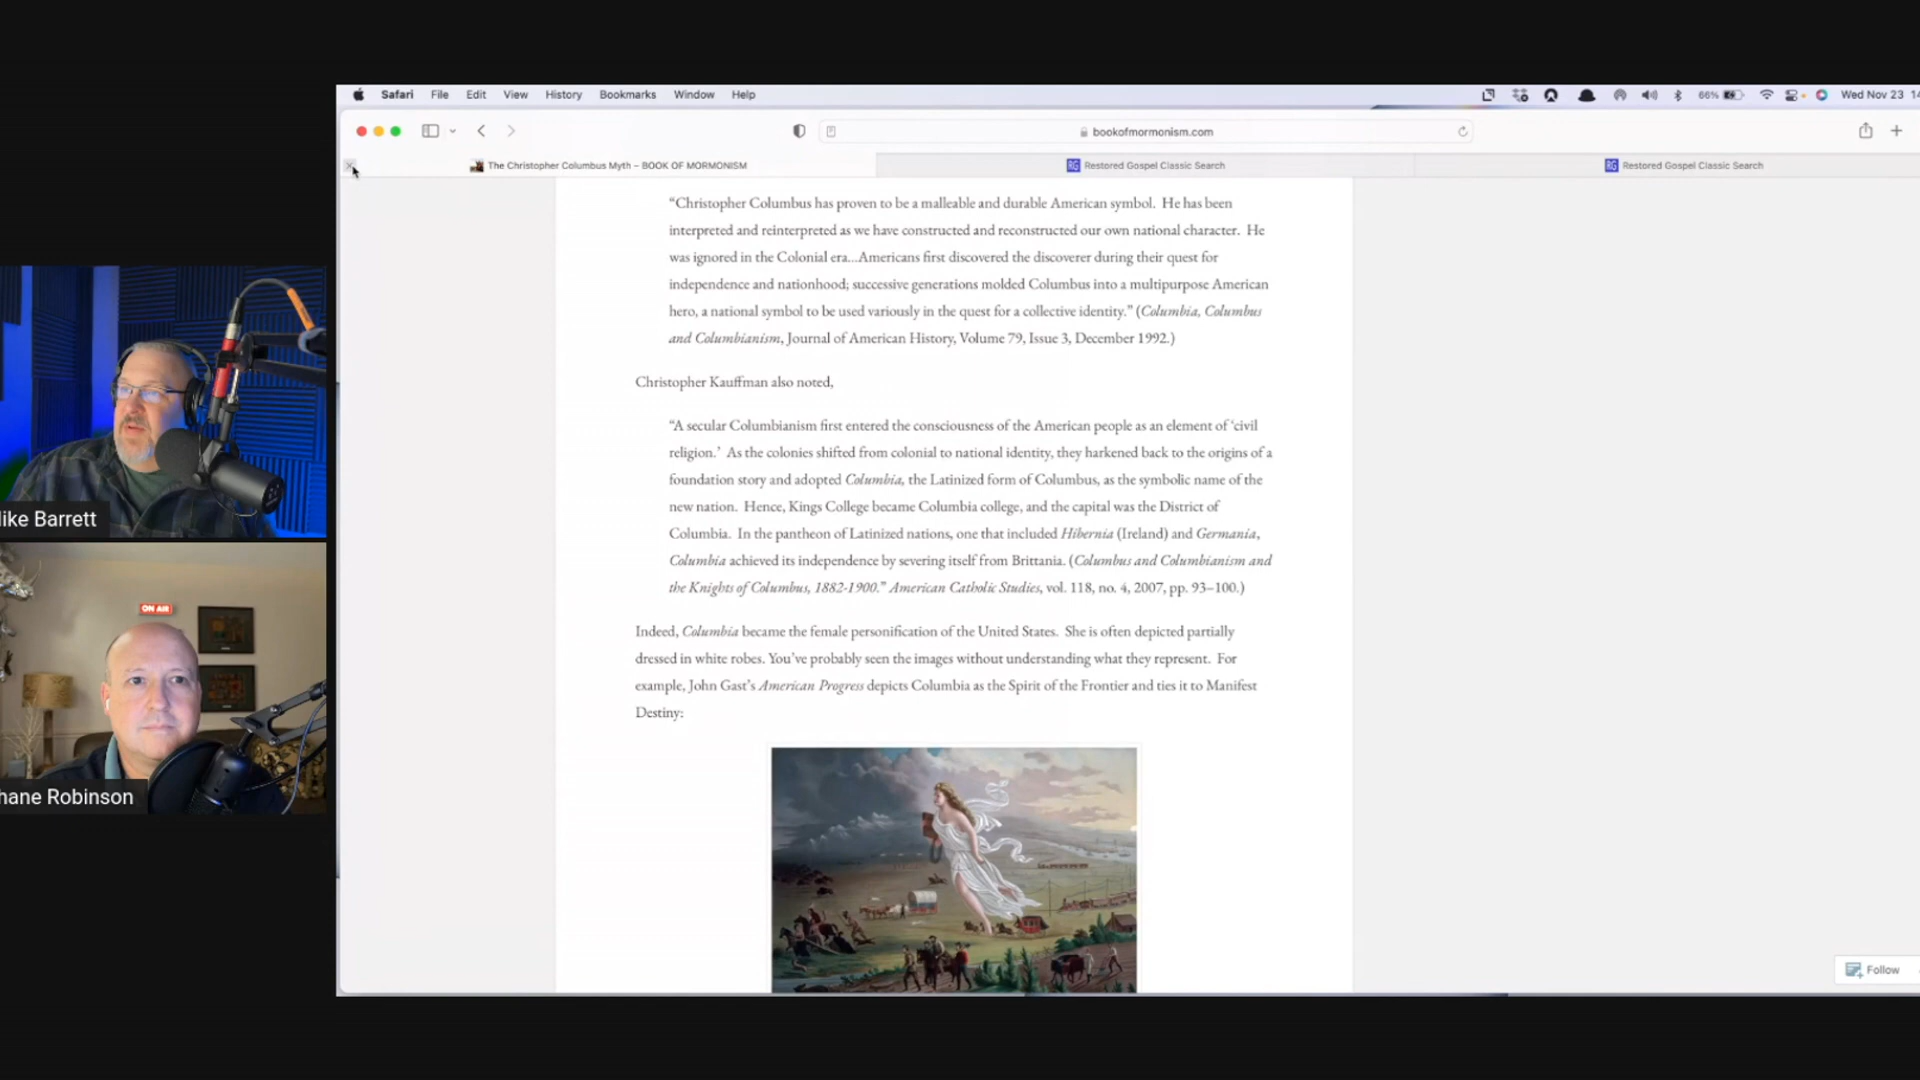 Safari File Edit View History Bookmarks Window Help 66% Wed Nov 23 14
bookofmormonism.com
The Christopher Columbus Myth – BOOK OF MORMONISM
RG Restored Gospel Classic Search
RG Restored Gospel Classic Search
“Christopher Columbus has proven to be a malleable and durable American symbol. He has been
interpreted and reinterpreted as we have constructed and reconstructed our own national character. He
was ignored in the Colonial era...Americans first discovered the discoverer during their quest for
independence and nationhood; successive generations molded Columbus into a multipurpose American
hero, a national symbol to be used variously in the quest for a collective identity.” (Columbia, Columbus
and Columbianism, Journal of American History, Volume 79, Issue 3, December 1992.)
Christopher Kauffman also noted,
“A secular Columbianism first entered the consciousness of the American people as an element of ‘civil
religion.’ As the colonies shifted from colonial to national identity, they harkened back to the origins of a
foundation story and adopted Columbia, the Latinized form of Columbus, as the symbolic name of the
new nation. Hence, Kings College became Columbia college, and the capital was the District of
Columbia. In the pantheon of Latinized nations, one that included Hibernia (Ireland) and Germania,
Columbia achieved its independence by severing itself from Brittania. (Columbus and Columbianism and
the Knights of Columbus, 1882-1900.” American Catholic Studies, vol. 118, no. 4, 2007, pp. 93–100.)
Indeed, Columbia became the female personification of the United States. She is often depicted partially
dressed in white robes. You’ve probably seen the images without understanding what they represent. For
example, John Gast’s American Progress depicts Columbia as the Spirit of the Frontier and ties it to Manifest
Destiny:
Follow
ike Barrett
ON AIR
hane Robinson